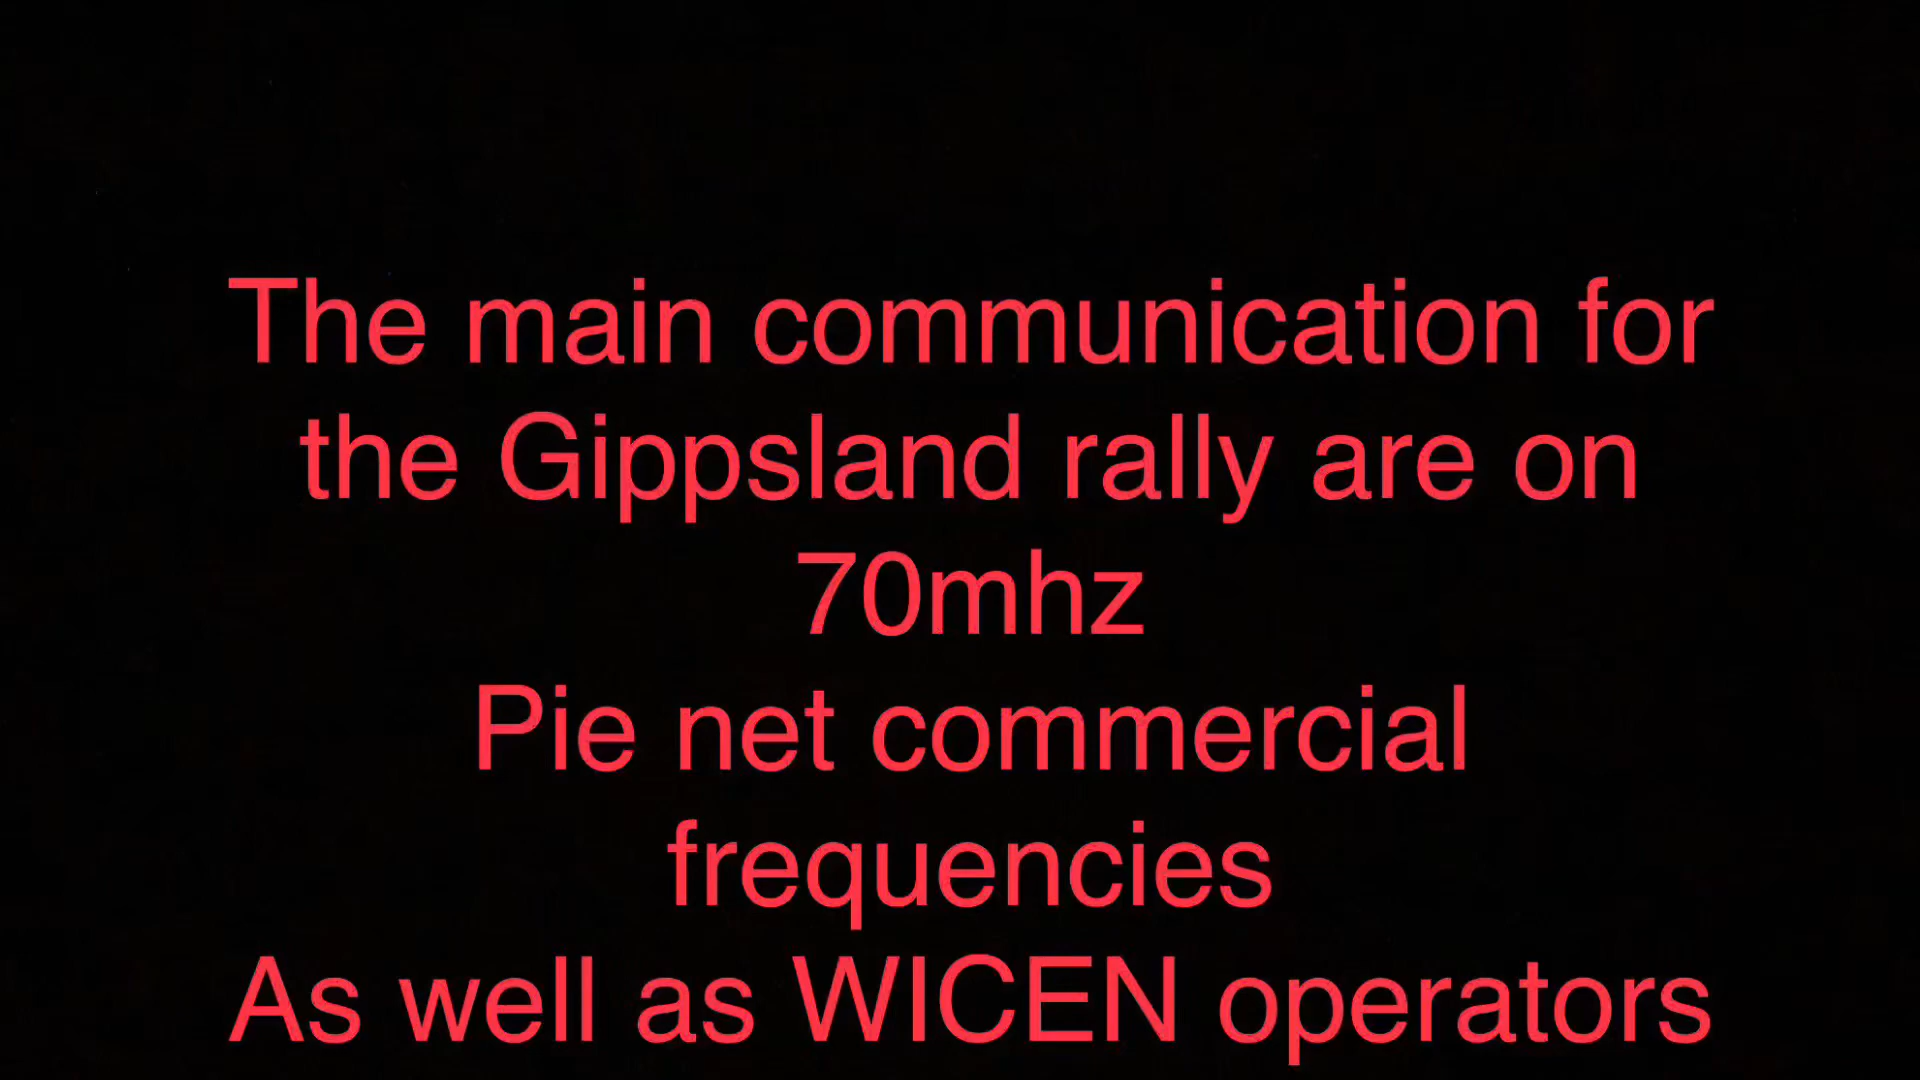 The main communication for
the Gippsland rally are on
70mhz
Pie net commercial
frequencies
As well as WICEN operators